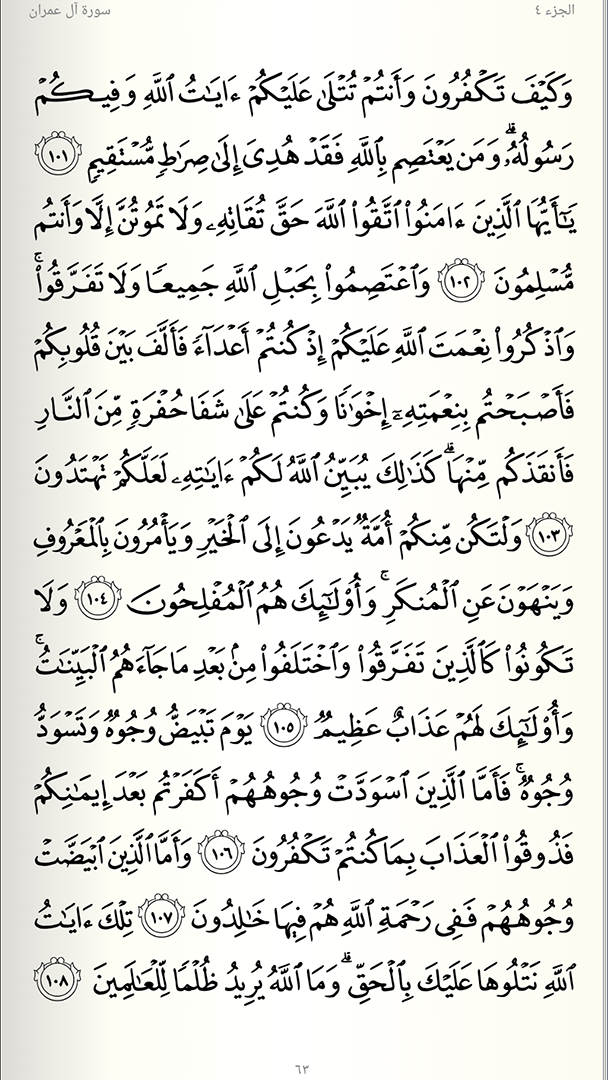 الجزء ٤
سورة آل عمران
وَكَيْفَ تَكْفُرُونَ وَأَنتُمْ تُتْلَىٰ عَلَيْكُمْ ءَايَٰتُ ٱللَّهِ وَفِيكُمْ
رَسُولُهُۥ ۗ وَمَن يَعْتَصِم بِٱللَّهِ فَقَدْ هُدِىَ إِلَىٰ صِرَٰطٍ مُّسْتَقِيمٍ ١٠١
يَٰٓأَيُّهَا ٱلَّذِينَ ءَامَنُوا۟ ٱتَّقُوا۟ ٱللَّهَ حَقَّ تُقَاتِهِۦ وَلَا تَمُوتُنَّ إِلَّا وَأَنتُم
مُّسْلِمُونَ ١٠٢ وَٱعْتَصِمُوا۟ بِحَبْلِ ٱللَّهِ جَمِيعًا وَلَا تَفَرَّقُوا۟ ۚ
وَٱذْكُرُوا۟ نِعْمَتَ ٱللَّهِ عَلَيْكُمْ إِذْ كُنتُمْ أَعْدَآءً فَأَلَّفَ بَيْنَ قُلُوبِكُمْ
فَأَصْبَحْتُم بِنِعْمَتِهِۦٓ إِخْوَٰنًا وَكُنتُمْ عَلَىٰ شَفَا حُفْرَةٍ مِّنَ ٱلنَّارِ
فَأَنقَذَكُم مِّنْهَا ۗ كَذَٰلِكَ يُبَيِّنُ ٱللَّهُ لَكُمْ ءَايَٰتِهِۦ لَعَلَّكُمْ تَهْتَدُونَ
١٠٣ وَلْتَكُن مِّنكُمْ أُمَّةٌ يَدْعُونَ إِلَى ٱلْخَيْرِ وَيَأْمُرُونَ بِٱلْمَعْرُوفِ
وَيَنْهَوْنَ عَنِ ٱلْمُنكَرِ ۚ وَأُو۟لَٰٓئِكَ هُمُ ٱلْمُفْلِحُونَ ١٠٤ وَلَا
تَكُونُوا۟ كَٱلَّذِينَ تَفَرَّقُوا۟ وَٱخْتَلَفُوا۟ مِنۢ بَعْدِ مَا جَآءَهُمُ ٱلْبَيِّنَٰتُ ۚ
وَأُو۟لَٰٓئِكَ لَهُمْ عَذَابٌ عَظِيمٌ ١٠٥ يَوْمَ تَبْيَضُّ وُجُوهٌ وَتَسْوَدُّ
وُجُوهٌ ۚ فَأَمَّا ٱلَّذِينَ ٱسْوَدَّتْ وُجُوهُهُمْ أَكَفَرْتُم بَعْدَ إِيمَٰنِكُمْ
فَذُوقُوا۟ ٱلْعَذَابَ بِمَا كُنتُمْ تَكْفُرُونَ ١٠٦ وَأَمَّا ٱلَّذِينَ ٱبْيَضَّتْ
وُجُوهُهُمْ فَفِى رَحْمَةِ ٱللَّهِ هُمْ فِيهَا خَٰلِدُونَ ١٠٧ تِلْكَ ءَايَٰتُ
ٱللَّهِ نَتْلُوهَا عَلَيْكَ بِٱلْحَقِّ ۗ وَمَا ٱللَّهُ يُرِيدُ ظُلْمًا لِّلْعَٰلَمِينَ ١٠٨
٦٣